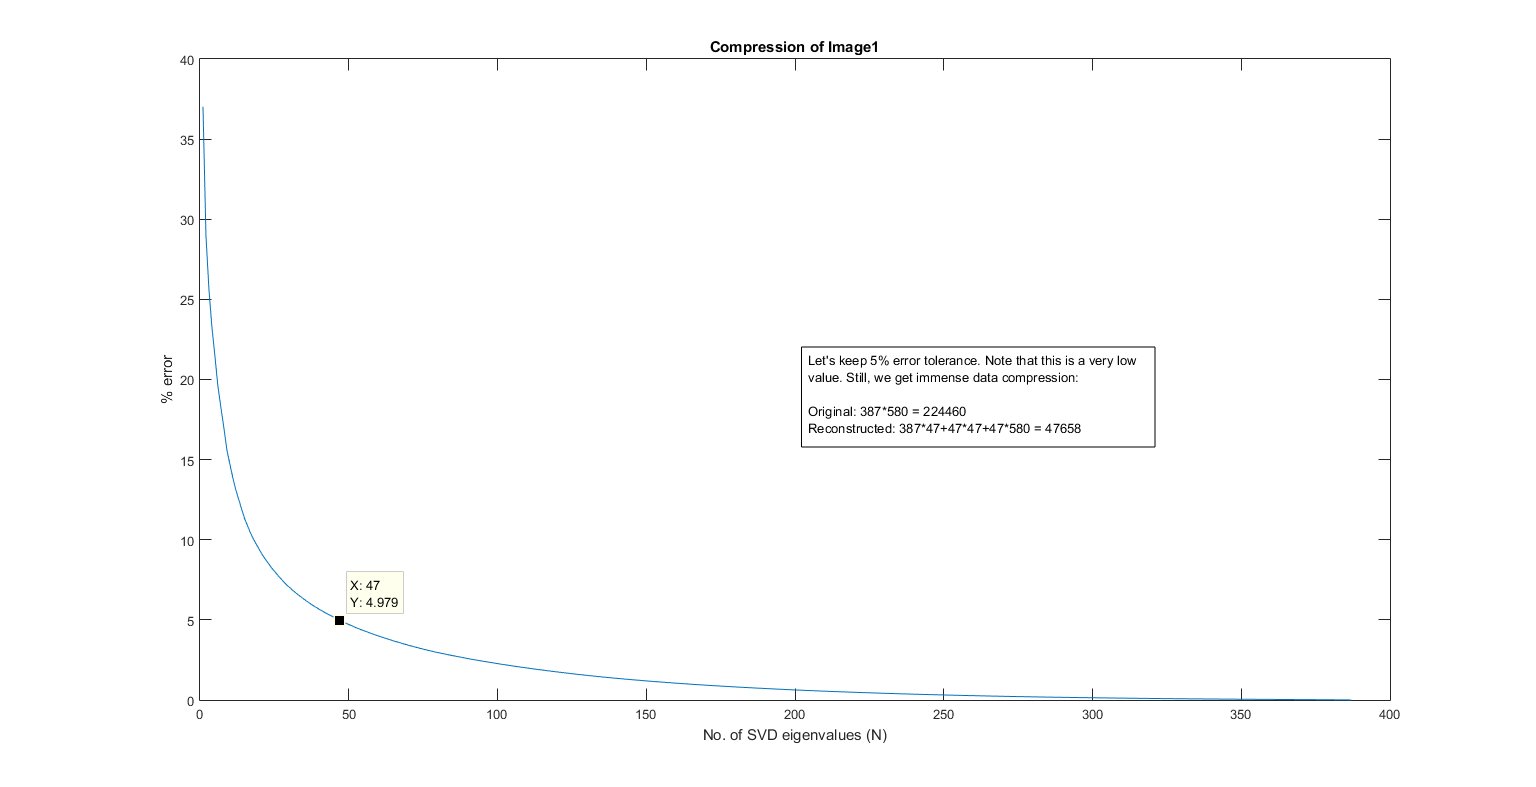 Compression of Image1
40
35
30
25
20
15
10
5
0
% error
Let's keep 5% error tolerance. Note that this is a very low
value. Still, we get immense data compression:
Original: 387*580 = 224460
Reconstructed: 387*47+47*47+47*580 = 47658
X: 47
Y: 4.979
0 50 100 150 200 250 300 350 400
No. of SVD eigenvalues (N)